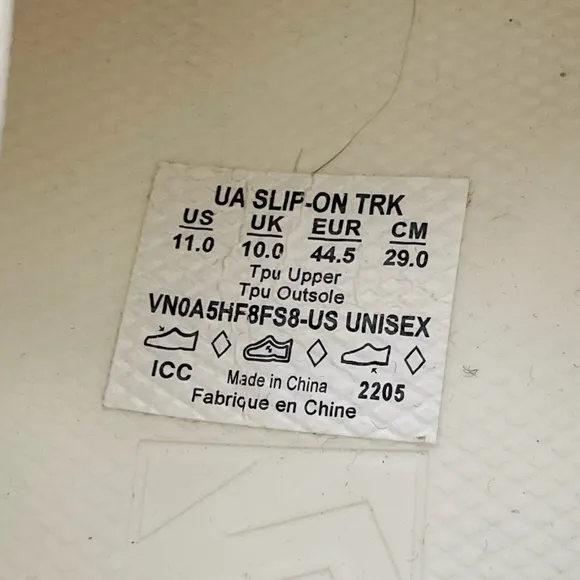 UA SLIP-ON TRK
US UK EUR CM
11.0 10.0 44.5 29.0
Tpu Upper
Tpu Outsole
VN0A5HF8FS8-US UNISEX
ICC Made in China 2205
Fabriqué en Chine